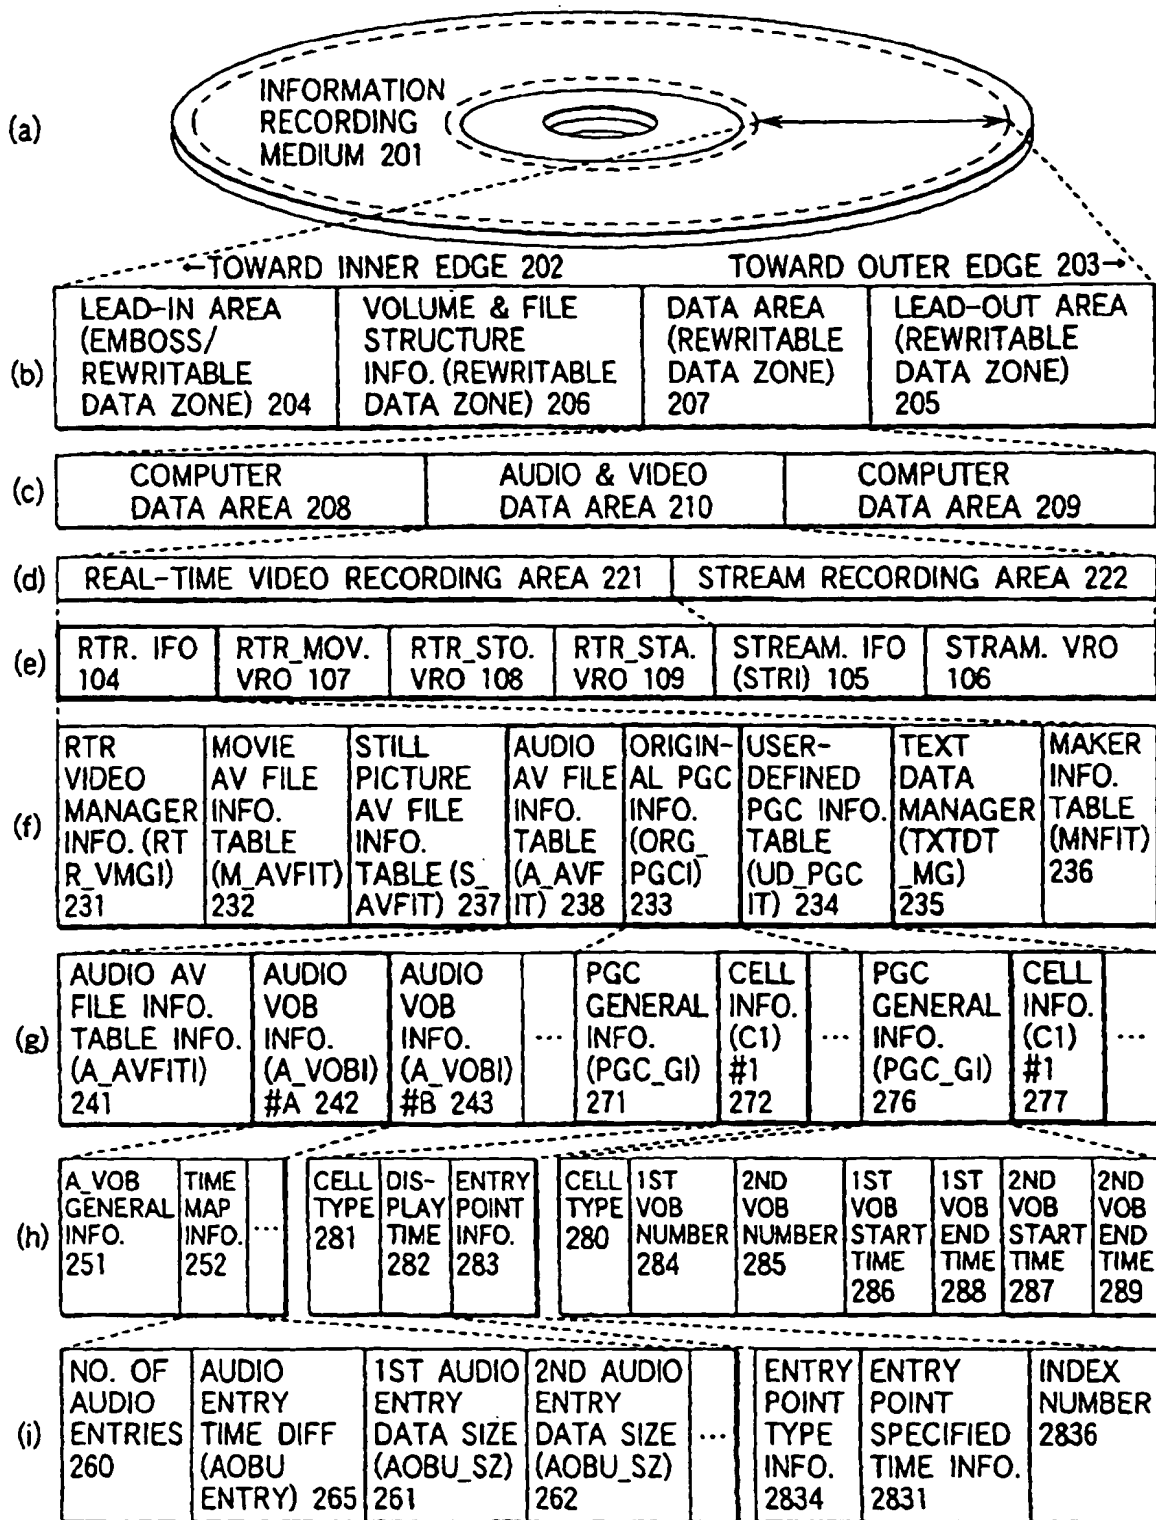 (a)
INFORMATION
RECORDING
MEDIUM 201
←TOWARD INNER EDGE 202
TOWARD OUTER EDGE 203→
(b)
LEAD-IN AREA
(EMBOSS/
REWRITABLE
DATA ZONE) 204
VOLUME & FILE
STRUCTURE
INFO. (REWRITABLE
DATA ZONE) 206
DATA AREA
(REWRITABLE
DATA ZONE)
207
LEAD-OUT AREA
(REWRITABLE
DATA ZONE)
205
(c)
COMPUTER
DATA AREA 208
AUDIO & VIDEO
DATA AREA 210
COMPUTER
DATA AREA 209
(d)
REAL-TIME VIDEO RECORDING AREA 221
STREAM RECORDING AREA 222
(e)
RTR. IFO
104
RTR_MOV.
VRO 107
RTR_STO.
VRO 108
RTR_STA.
VRO 109
STREAM. IFO
(STRI) 105
STRAM. VRO
106
(f)
RTR
VIDEO
MANAGER
INFO. (RT
R_VMGI)
231
MOVIE
AV FILE
INFO.
TABLE
(M_AVFIT)
232
STILL
PICTURE
AV FILE
INFO.
TABLE (S_
AVFIT) 237
AUDIO
AV FILE
INFO.
TABLE
(A_AVF
IT) 238
ORIGIN-
AL PGC
INFO.
(ORG_
PGCI)
233
USER-
DEFINED
PGC INFO.
TABLE
(UD_PGC
IT) 234
TEXT
DATA
MANAGER
(TXTDT
_MG)
235
MAKER
INFO.
TABLE
(MNFIT)
236
(g)
AUDIO AV
FILE INFO.
TABLE INFO.
(A_AVFITI)
241
AUDIO
VOB
INFO.
(A_VOBI)
#A 242
AUDIO
VOB
INFO.
(A_VOBI)
#B 243
...
PGC
GENERAL
INFO.
(PGC_GI)
271
CELL
INFO.
(C1)
#1
272
...
PGC
GENERAL
INFO.
(PGC_GI)
276
CELL
INFO.
(C1)
#1
277
...
(h)
A_VOB
GENERAL
INFO.
251
TIME
MAP
INFO.
252
...
CELL
TYPE
281
DIS-
PLAY
TIME
282
ENTRY
POINT
INFO.
283
CELL
TYPE
280
1ST
VOB
NUMBER
284
2ND
VOB
NUMBER
285
1ST
VOB
START
TIME
286
1ST
VOB
END
TIME
288
2ND
VOB
START
TIME
287
2ND
VOB
END
TIME
289
(i)
NO. OF
AUDIO
ENTRIES
260
AUDIO
ENTRY
TIME DIFF
(AOBU
ENTRY) 265
1ST AUDIO
ENTRY
DATA SIZE
(AOBU_SZ)
261
2ND AUDIO
ENTRY
DATA SIZE
(AOBU_SZ)
262
...
ENTRY
POINT
TYPE
INFO.
2834
ENTRY
POINT
SPECIFIED
TIME INFO.
2831
INDEX
NUMBER
2836